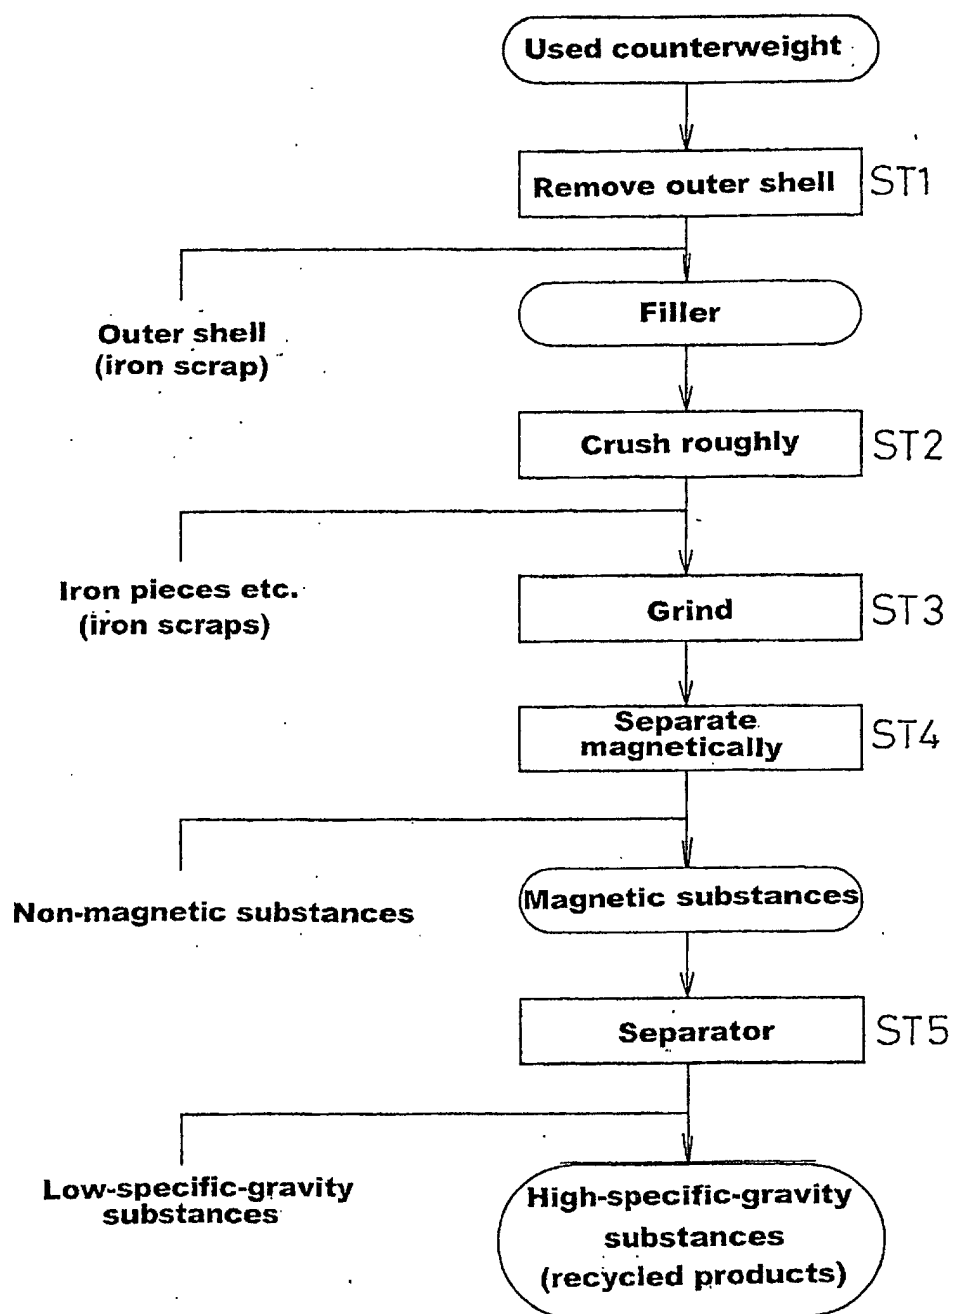 Used counterweight
Remove outer shell
ST1
Outer shell
(iron scrap)
Filler
Crush roughly
ST2
Iron pieces etc.
(iron scraps)
Grind
ST3
Separate
magnetically
ST4
Non-magnetic substances
Magnetic substances
Separator
ST5
Low-specific-gravity
substances
High-specific-gravity
substances
(recycled products)